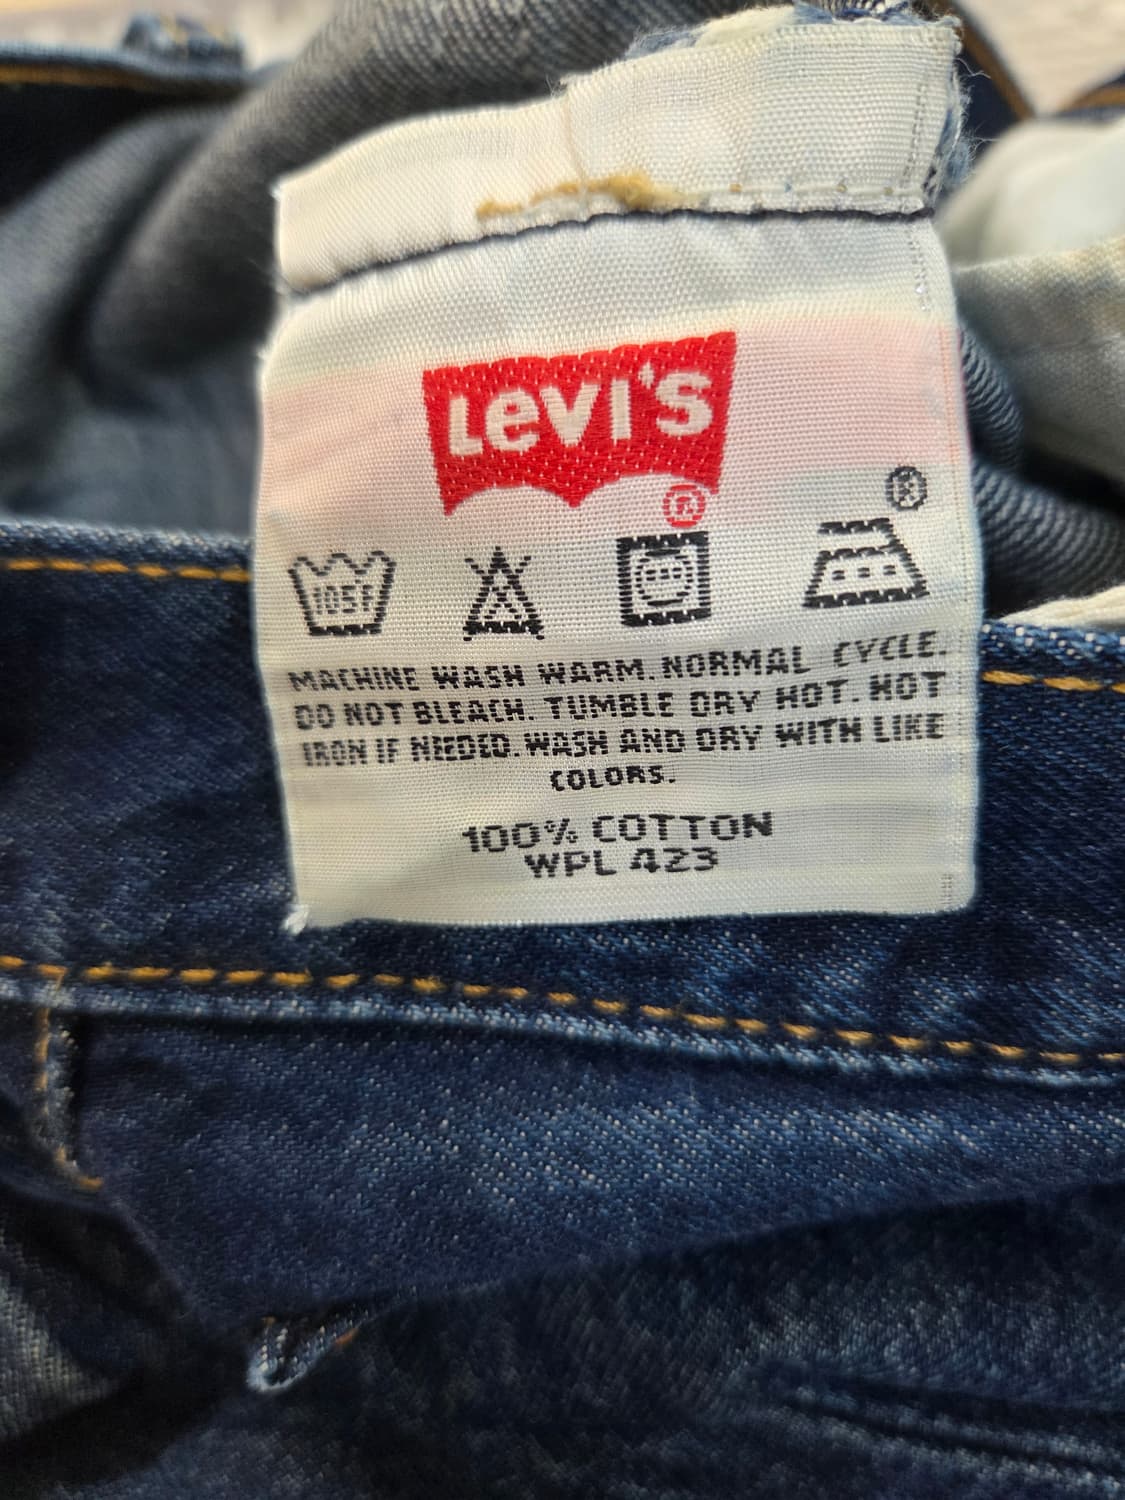 Levi's
®
105F
MACHINE WASH WARM. NORMAL CYCLE.
DO NOT BLEACH. TUMBLE DRY HOT. HOT
IRON IF NEEDED. WASH AND DRY WITH LIKE
COLORS.
100% COTTON
WPL 423